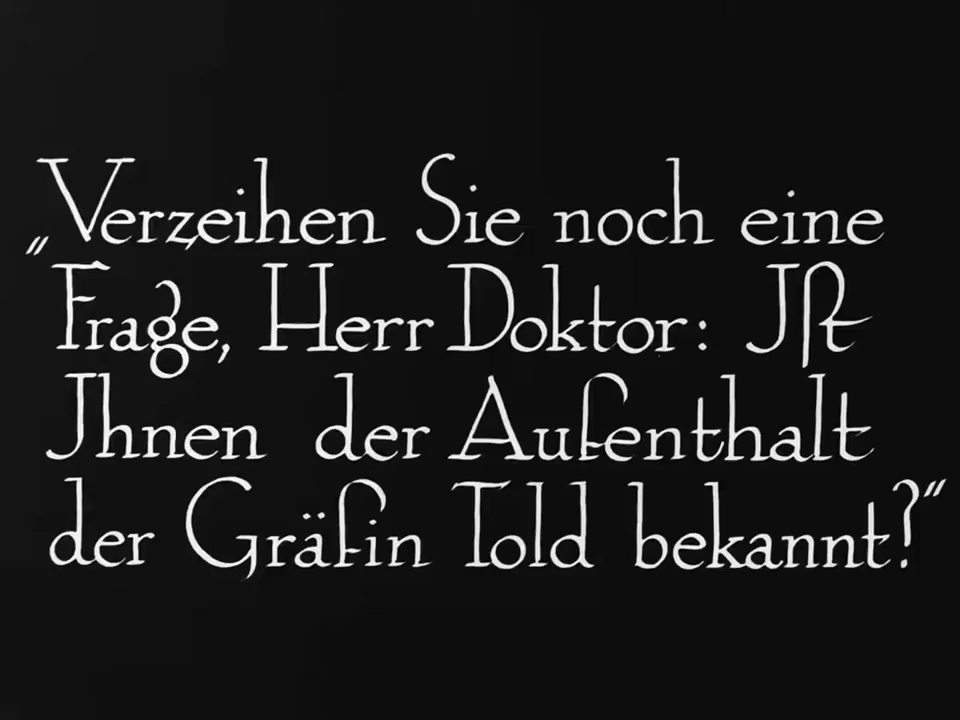 „Verzeihen Sie noch eine
Frage, Herr Doktor: Iſt
Ihnen der Aufenthalt
der Gräfin Told bekannt?“